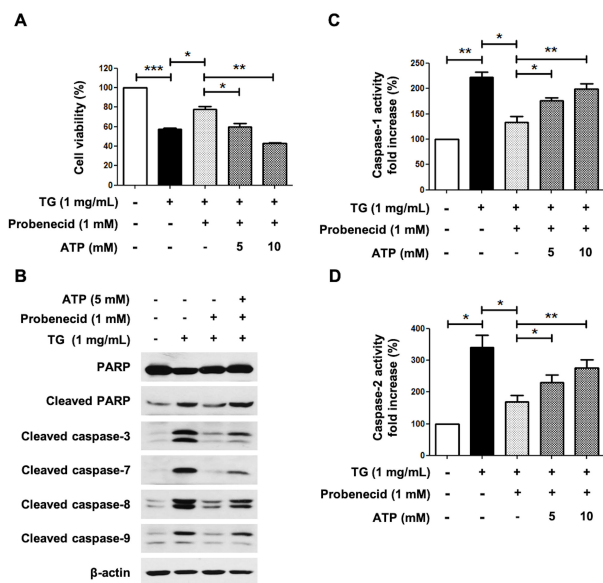 A
* 
*** **
*
120
100
80
60
40
20
0
Cell viability (%)
TG (1 mg/mL) - + + + +
Probenecid (1 mM) - - + + +
ATP (mM) - - - 5 10
B
ATP (5 mM) - - - +
Probenecid (1 mM) - - + +
TG (1 mg/mL) - + + +
PARP
Cleaved PARP
Cleaved caspase-3
Cleaved caspase-7
Cleaved caspase-8
Cleaved caspase-9
β-actin
C
*
** **
*
250
200
150
100
50
0
Caspase-1 activity
fold increase (%)
TG (1 mg/mL) - + + + +
Probenecid (1 mM) - - + + +
ATP (mM) - - - 5 10
D
*
* **
*
400
300
200
100
0
Caspase-2 activity
fold increase (%)
TG (1 mg/mL) - + + + +
Probenecid (1 mM) - - + + +
ATP (mM) - - - 5 10